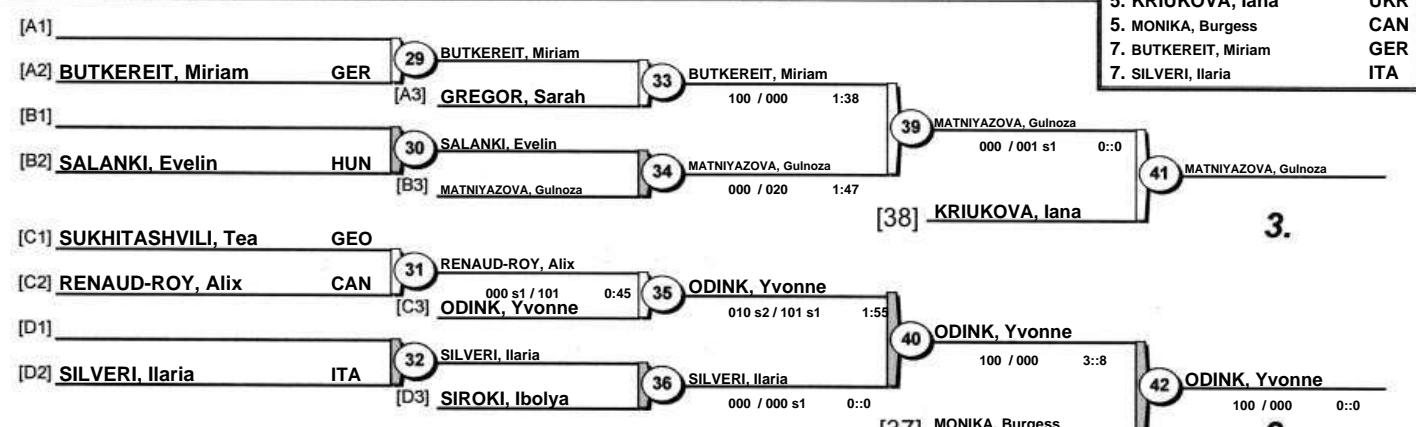 5. KRIUKOVA, Iana UKR
5. MONIKA, Burgess CAN
7. BUTKEREIT, Miriam GER
7. SILVERI, Ilaria ITA
[A1]
29 BUTKEREIT, Miriam
[A2] BUTKEREIT, Miriam GER
33 BUTKEREIT, Miriam
[A3] GREGOR, Sarah
100 / 000 1:38
[B1]
39 MATNIYAZOVA, Gulnoza
000 / 001 s1 0::0
30 SALANKI, Evelin
[B2] SALANKI, Evelin HUN
34 MATNIYAZOVA, Gulnoza
41 MATNIYAZOVA, Gulnoza
[B3] MATNIYAZOVA, Gulnoza
000 / 020 1:47
[38] KRIUKOVA, Iana
3.
[C1] SUKHITASHVILI, Tea GEO
31 RENAUD-ROY, Alix
[C2] RENAUD-ROY, Alix CAN
000 s1 / 101 0:45
35 ODINK, Yvonne
[C3] ODINK, Yvonne
010 s2 / 101 s1 1:55
[D1]
40 ODINK, Yvonne
32 SILVERI, Ilaria
100 / 000 3::8
[D2] SILVERI, Ilaria ITA
36 SILVERI, Ilaria
42 ODINK, Yvonne
[D3] SIROKI, Ibolya
000 / 000 s1 0::0
100 / 000 0::0
[37] MONIKA, Burgess